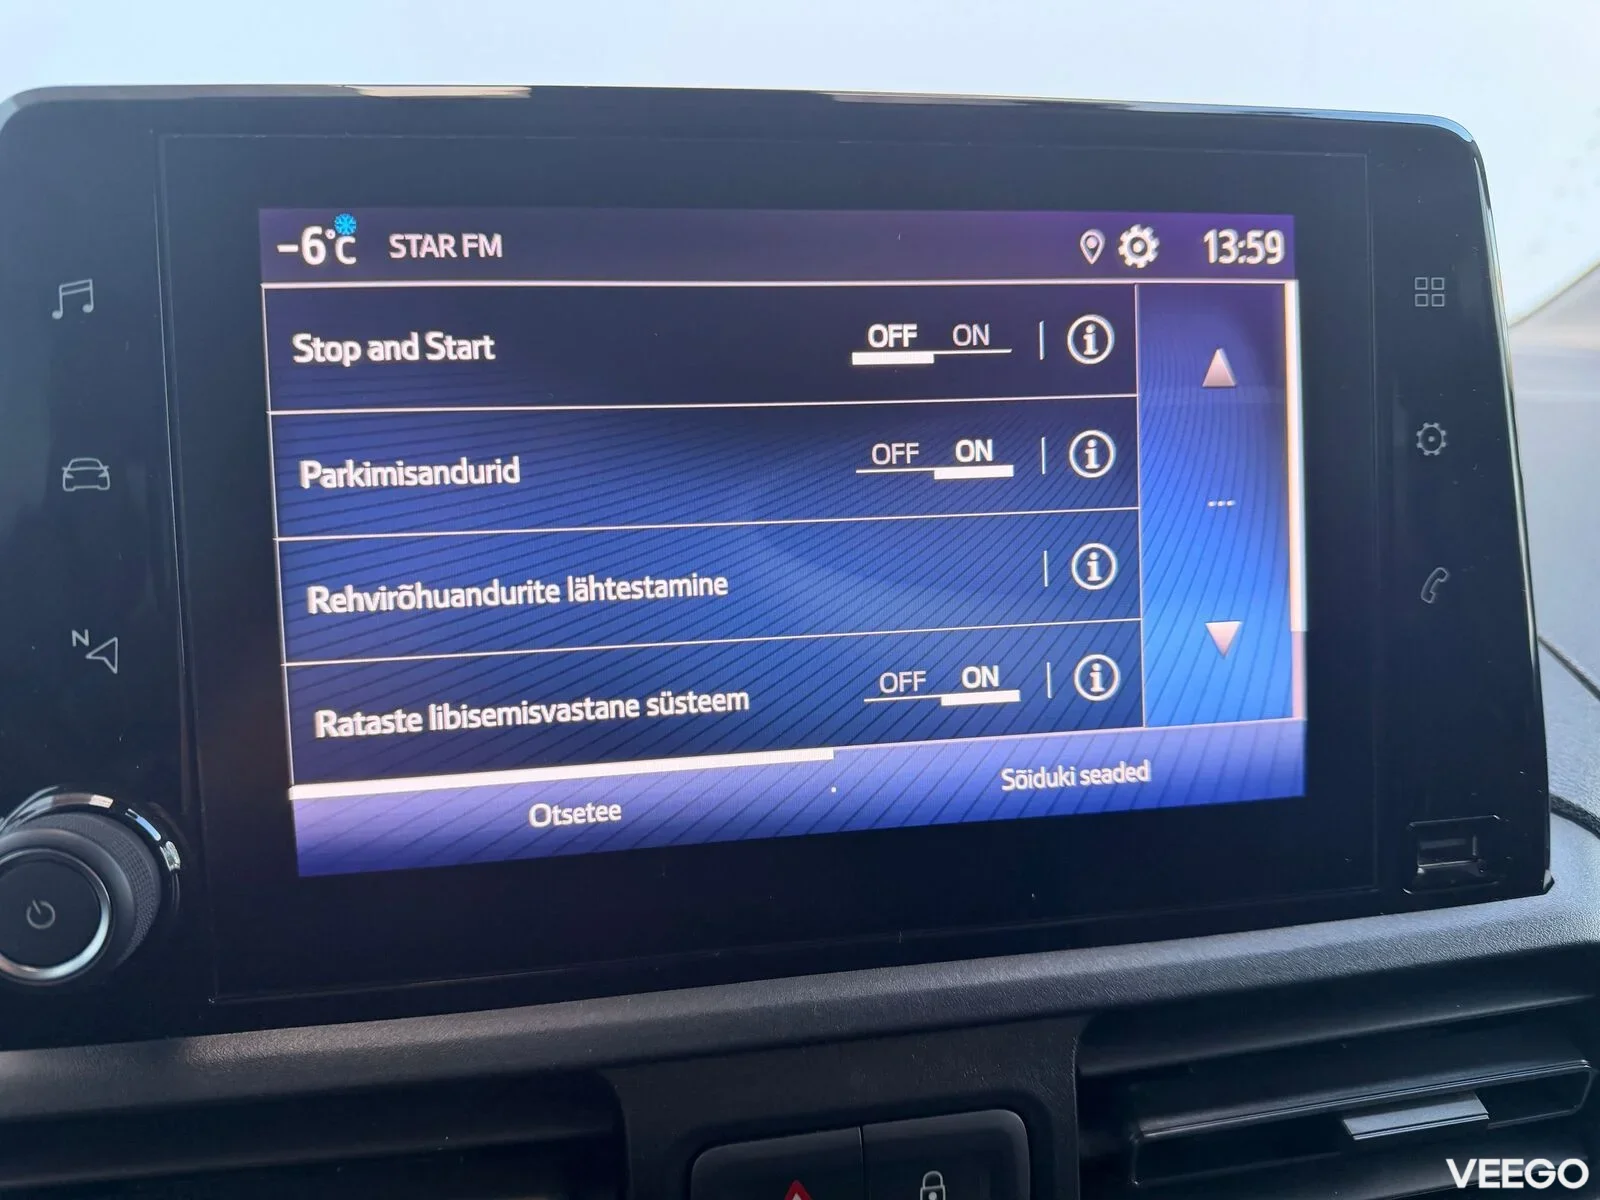 -6°C STAR FM 13:59
Stop and Start OFF ON
Parkimisandurid OFF ON
Rehvirõhuandurite lähtestamine
Rataste libisemisvastane süsteem OFF ON
Otsetee Sõiduki seaded
N
VEEGO